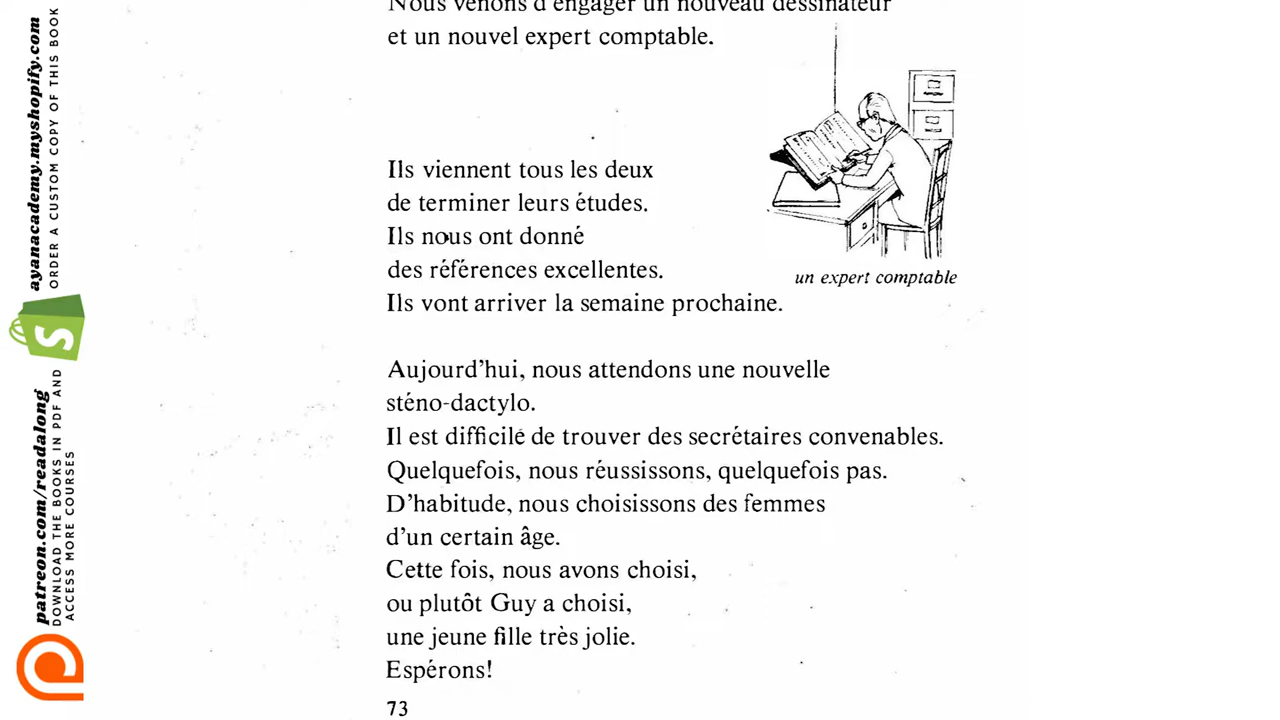 Nous venons d'engager un nouveau dessinateur
et un nouvel expert comptable.
Ils viennent tous les deux
de terminer leurs études.
Ils nous ont donné
des références excellentes.
un expert comptable
Ils vont arriver la semaine prochaine.
Aujourd'hui, nous attendons une nouvelle
sténo-dactylo.
Il est difficile de trouver des secrétaires convenables.
Quelquefois, nous réussissons, quelquefois pas.
D'habitude, nous choisissons des femmes
d'un certain âge.
Cette fois, nous avons choisi,
ou plutôt Guy a choisi,
une jeune fille très jolie.
Espérons!
73
ayanacademy.myshopify.com
ORDER A CUSTOM COPY OF THIS BOOK
patreon.com/readalong
DOWNLOAD THE BOOKS IN PDF AND
ACCESS MORE COURSES